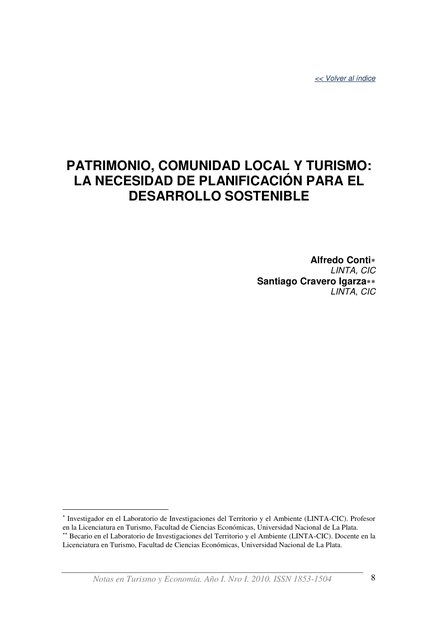 << Volver al índice
PATRIMONIO, COMUNIDAD LOCAL Y TURISMO:
LA NECESIDAD DE PLANIFICACIÓN PARA EL
DESARROLLO SOSTENIBLE
Alfredo Conti*
LINTA, CIC
Santiago Cravero Igarza**
LINTA, CIC
* Investigador en el Laboratorio de Investigaciones del Territorio y el Ambiente (LINTA-CIC). Profesor
en la Licenciatura en Turismo, Facultad de Ciencias Económicas, Universidad Nacional de La Plata.
** Becario en el Laboratorio de Investigaciones del Territorio y el Ambiente (LINTA-CIC). Docente en la
Licenciatura en Turismo, Facultad de Ciencias Económicas, Universidad Nacional de La Plata.
Notas en Turismo y Economía. Año I. Nro I. 2010. ISSN 1853-1504 8